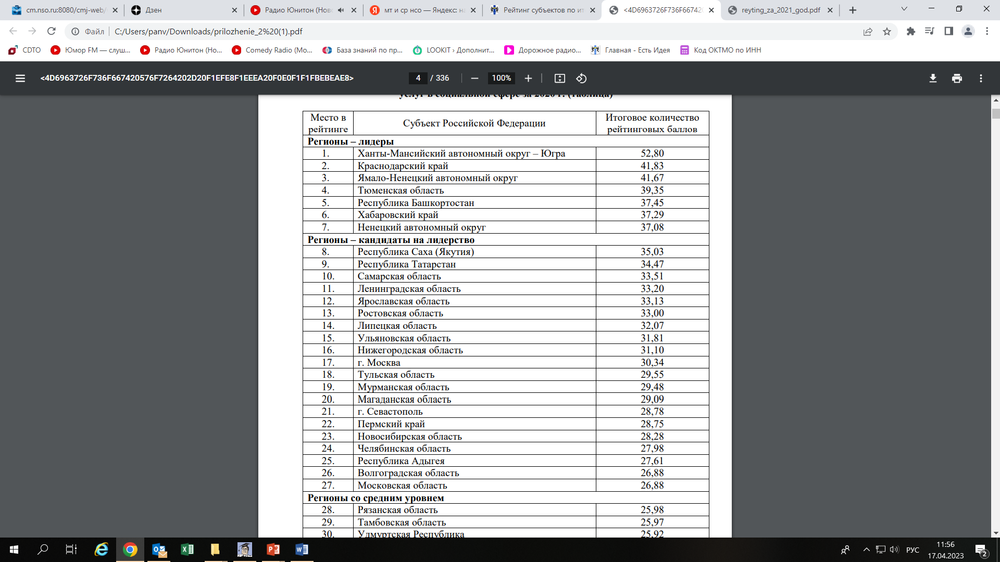 cm.nso.ru:8080/cmj-web/
Дзен
Радио Юнитон (Нов
мт и ср нсо — Яндекс: на
Рейтинг субъектов по ит
<4D6963726F736F66742
reyting_za_2021_god.pdf
Файл
C:/Users/panv/Downloads/prilozhenie_2%20(1).pdf
CDTO
Юмор FM — слуш...
Радио Юнитон (Но...
Comedy Radio (Мо...
База знаний по пр...
LOOKIT › Дополнит...
Дорожное радио...
Главная - Есть Идея
Код ОКТМО по ИНН
<4D6963726F736F667420576F7264202D20F1EFE8F1EEEA20F0E0F1F1FBEBEAE8>
4 / 336
100%
услуг в социальной сфере за 2020 г. (таблица)
Место в рейтинге Субъект Российской Федерации Итоговое количество рейтинговых баллов
Регионы – лидеры
1. Ханты-Мансийский автономный округ – Югра 52,80
2. Краснодарский край 41,83
3. Ямало-Ненецкий автономный округ 41,67
4. Тюменская область 39,35
5. Республика Башкортостан 37,45
6. Хабаровский край 37,29
7. Ненецкий автономный округ 37,08
Регионы – кандидаты на лидерство
8. Республика Саха (Якутия) 35,03
9. Республика Татарстан 34,47
10. Самарская область 33,51
11. Ленинградская область 33,20
12. Ярославская область 33,13
13. Ростовская область 33,00
14. Липецкая область 32,07
15. Ульяновская область 31,81
16. Нижегородская область 31,10
17. г. Москва 30,34
18. Тульская область 29,55
19. Мурманская область 29,48
20. Магаданская область 29,09
21. г. Севастополь 28,78
22. Пермский край 28,75
23. Новосибирская область 28,28
24. Челябинская область 27,98
25. Республика Адыгея 27,61
26. Волгоградская область 26,88
27. Московская область 26,88
Регионы со средним уровнем
28. Рязанская область 25,98
29. Тамбовская область 25,97
30. Удмуртская Республика 25,92
РУС
11:56
17.04.2023
2